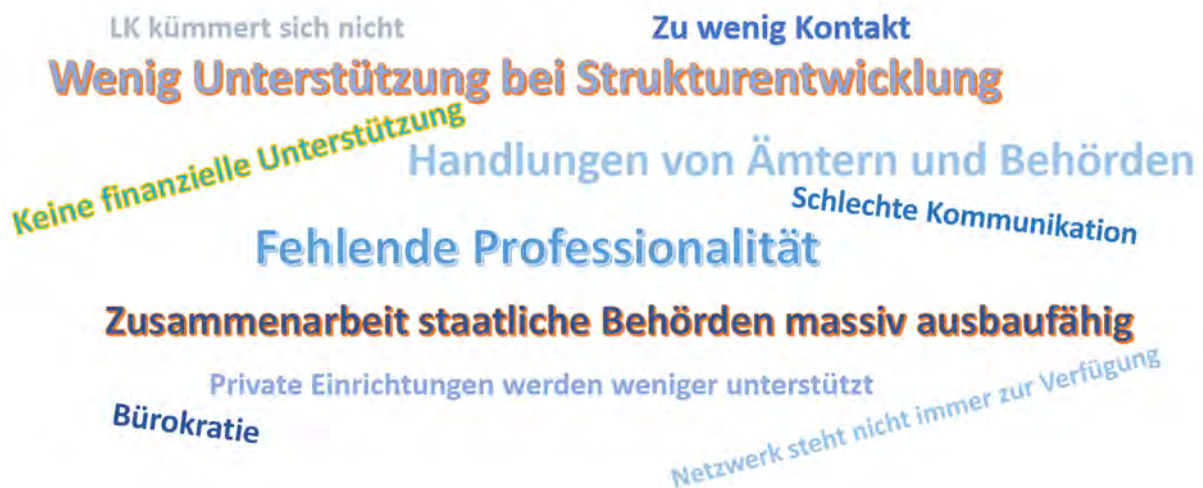 LK kümmert sich nicht
Zu wenig Kontakt
Wenig Unterstützung bei Strukturentwicklung
Keine finanzielle Unterstützung
Handlungen von Ämtern und Behörden
Schlechte Kommunikation
Fehlende Professionalität
Zusammenarbeit staatliche Behörden massiv ausbaufähig
Private Einrichtungen werden weniger unterstützt
Bürokratie
Netzwerk steht nicht immer zur Verfügung